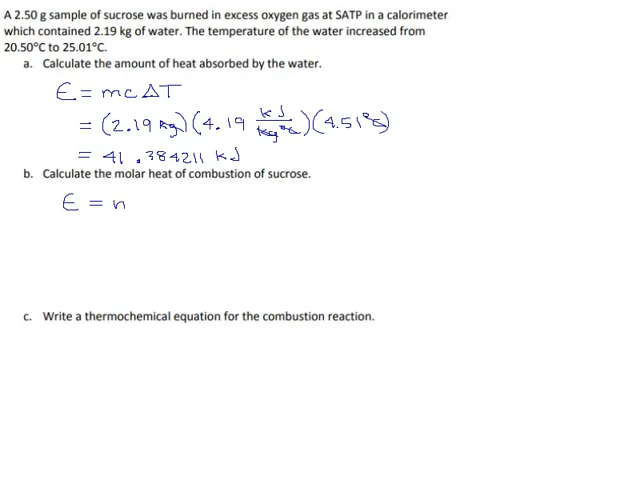 A 2.50 g sample of sucrose was burned in excess oxygen gas at SATP in a calorimeter
which contained 2.19 kg of water. The temperature of the water increased from
20.50°C to 25.01°C.
a. Calculate the amount of heat absorbed by the water.
E = mcΔT
= (2.19 kg)(4.19 kJ/kg°C)(4.51°C)
= 41.384211 kJ
b. Calculate the molar heat of combustion of sucrose.
E = n
c. Write a thermochemical equation for the combustion reaction.